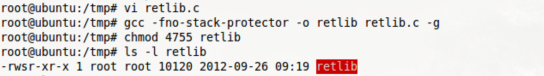 root@ubuntu:/tmp# vi retlib.c
root@ubuntu:/tmp# gcc -fno-stack-protector -o retlib retlib.c -g
root@ubuntu:/tmp# chmod 4755 retlib
root@ubuntu:/tmp# ls -l retlib
-rwsr-xr-x 1 root root 10120 2012-09-26 09:19 retlib